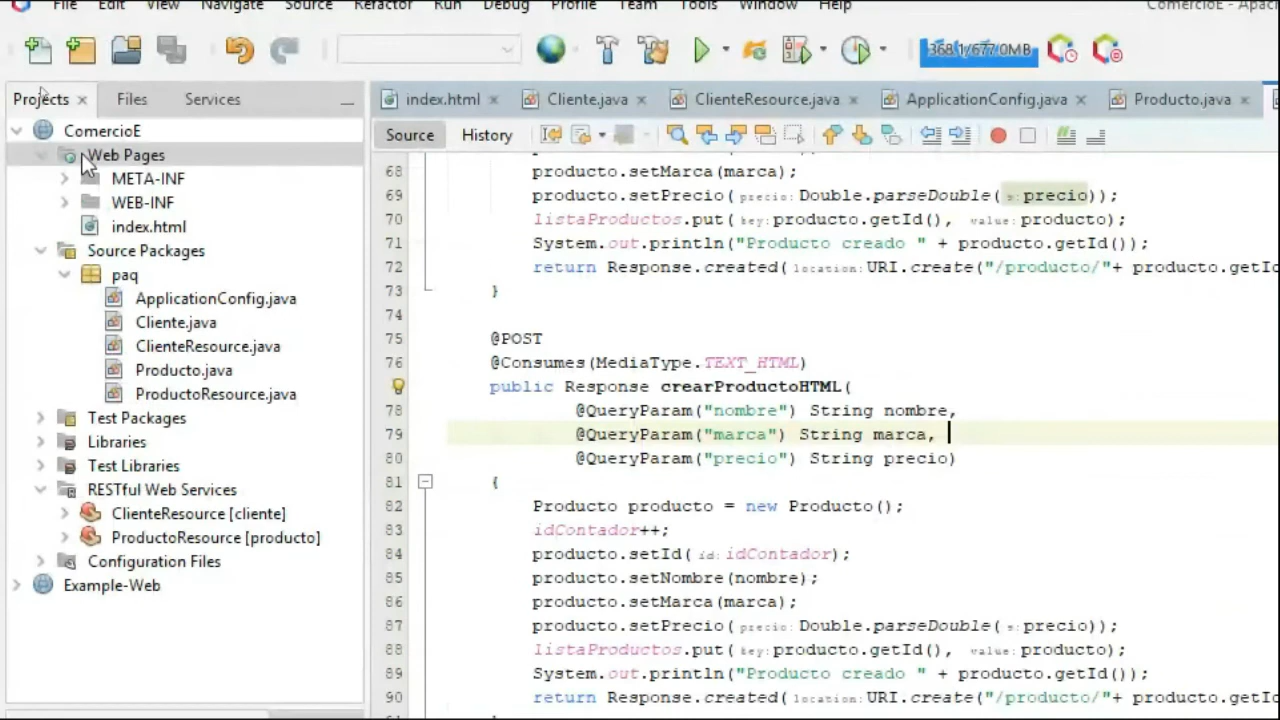 File Edit View Navigate Source Refactor Run Debug Profile Team Tools Window Help ComercioE - Apac
368.1/677.0MB
Projects Files Services
index.html Cliente.java ClienteResource.java ApplicationConfig.java Producto.java
Source History
ComercioE
Web Pages
META-INF
WEB-INF
index.html
Source Packages
paq
ApplicationConfig.java
Cliente.java
ClienteResource.java
Producto.java
ProductoResource.java
Test Packages
Libraries
Test Libraries
RESTful Web Services
ClienteResource [cliente]
ProductoResource [producto]
Configuration Files
Example-Web
68 producto.setMarca(marca);
69 producto.setPrecio(precio:Double.parseDouble(s:precio));
70 listaProductos.put(key:producto.getId(), value:producto);
71 System.out.println("Producto creado " + producto.getId());
72 return Response.created(location:URI.create("/producto/"+ producto.getId
73 }
74
75 @POST
76 @Consumes(MediaType.TEXT_HTML)
public Response crearProductoHTML(
78 @QueryParam("nombre") String nombre,
79 @QueryParam("marca") String marca,
80 @QueryParam("precio") String precio)
81 {
82 Producto producto = new Producto();
83 idContador++;
84 producto.setId(id:idContador);
85 producto.setNombre(nombre);
86 producto.setMarca(marca);
87 producto.setPrecio(precio:Double.parseDouble(s:precio));
88 listaProductos.put(key:producto.getId(), value:producto);
89 System.out.println("Producto creado " + producto.getId());
90 return Response.created(location:URI.create("/producto/"+ producto.getId